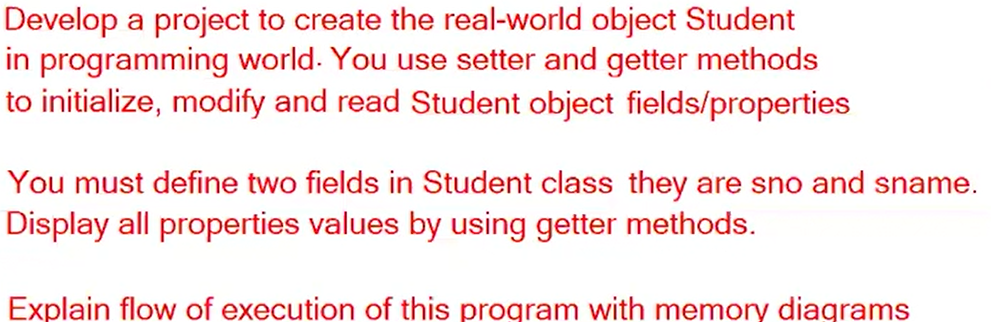 Develop a project to create the real-world object Student
in programming world. You use setter and getter methods
to initialize, modify and read Student object fields/properties
You must define two fields in Student class they are sno and sname.
Display all properties values by using getter methods.
Explain flow of execution of this program with memory diagrams